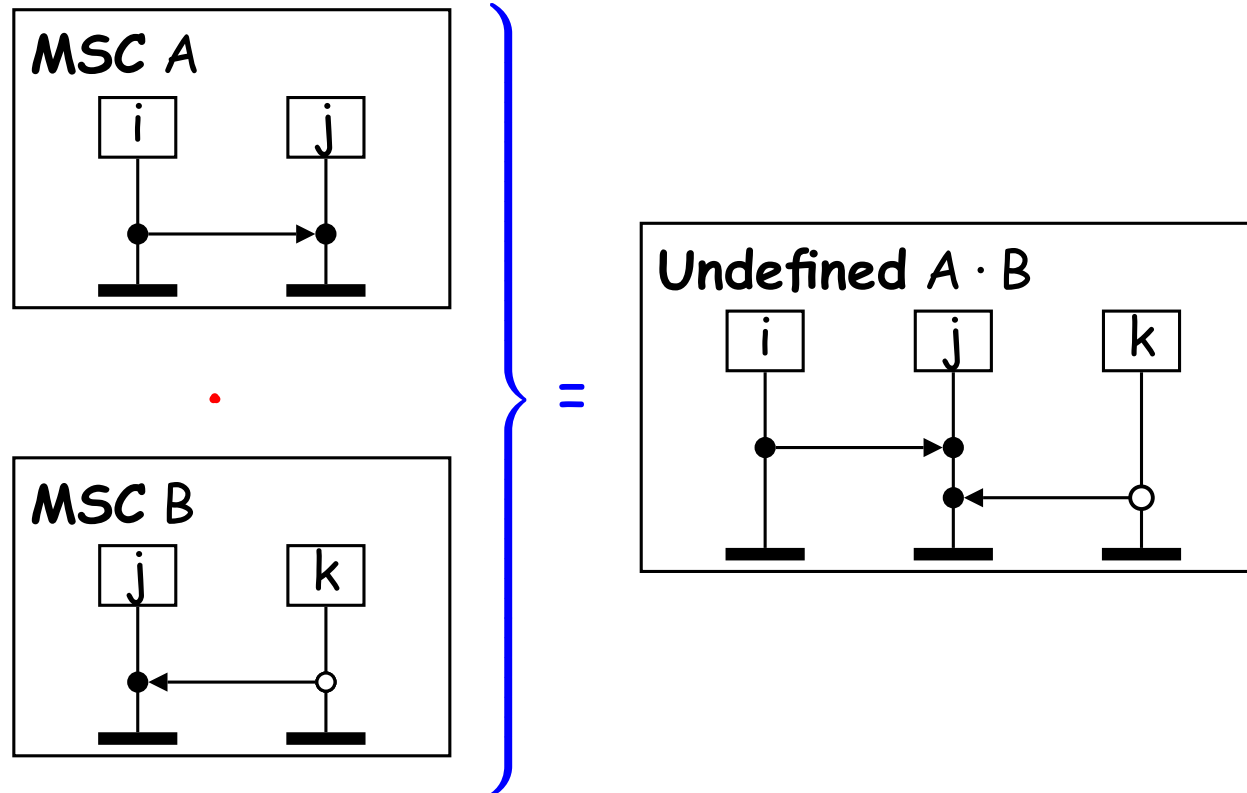 MSC A
i j
MSC B
j k
=
Undefined A · B
i j k